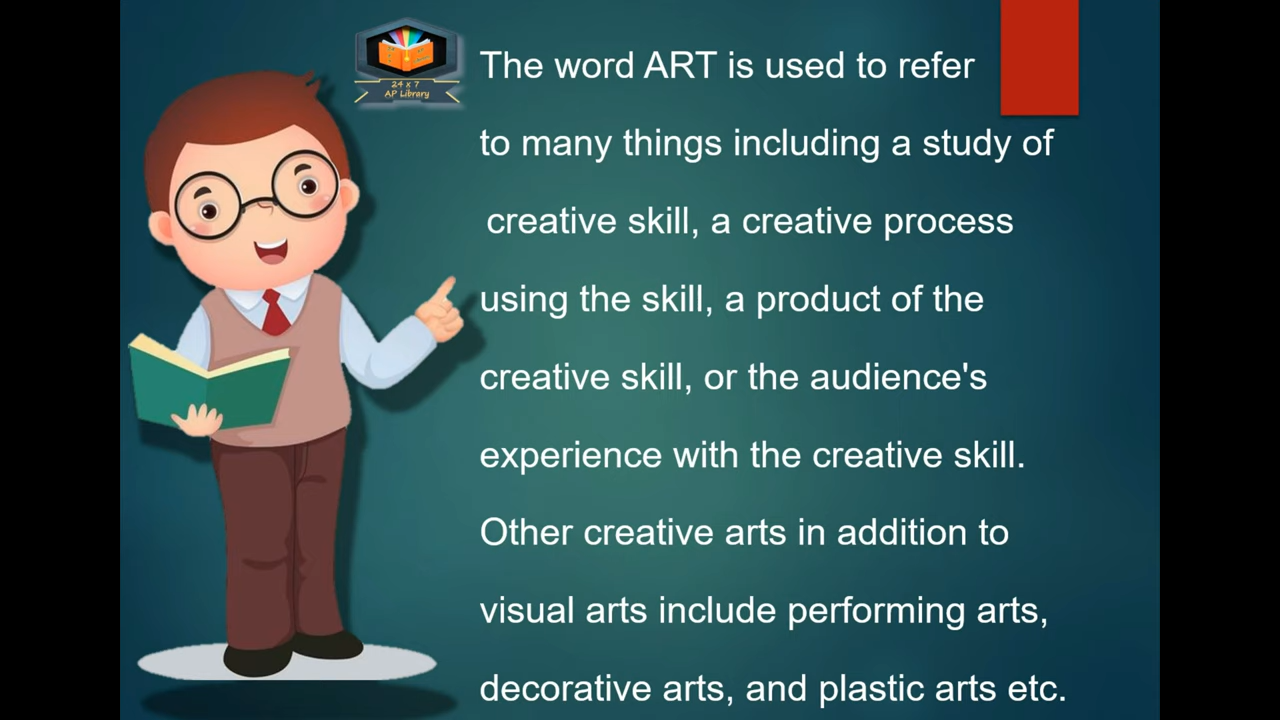 24 x 7
AP Library
The word ART is used to refer
to many things including a study of
creative skill, a creative process
using the skill, a product of the
creative skill, or the audience's
experience with the creative skill.
Other creative arts in addition to
visual arts include performing arts,
decorative arts, and plastic arts etc.